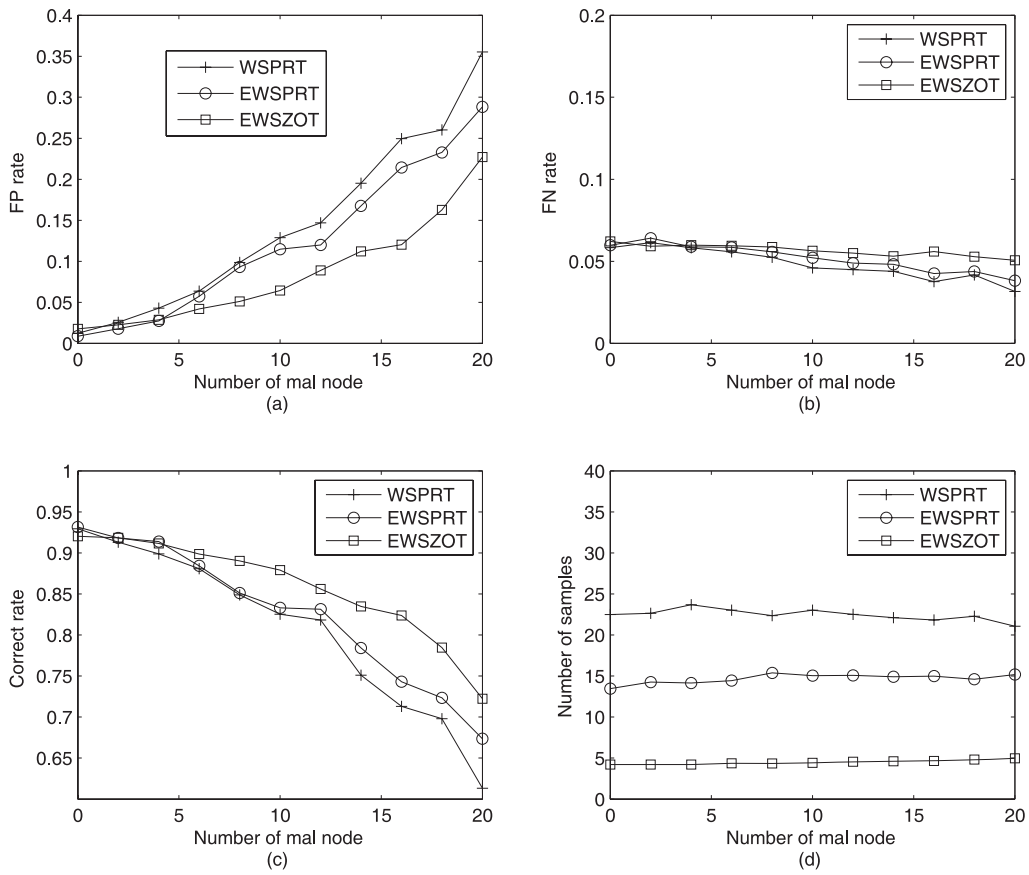 0.4
0.35
0.3
0.25
0.2
0.15
0.1
0.05
0
FP rate
WSPRT
EWSPRT
EWSZOT
0 5 10 15 20
Number of mal node
(a)
0.2
0.15
0.1
0.05
0
FN rate
WSPRT
EWSPRT
EWSZOT
0 5 10 15 20
Number of mal node
(b)
1
0.95
0.9
0.85
0.8
0.75
0.7
0.65
Correct rate
WSPRT
EWSPRT
EWSZOT
0 5 10 15 20
Number of mal node
(c)
40
35
30
25
20
15
10
5
0
Number of samples
WSPRT
EWSPRT
EWSZOT
0 5 10 15 20
Number of mal node
(d)